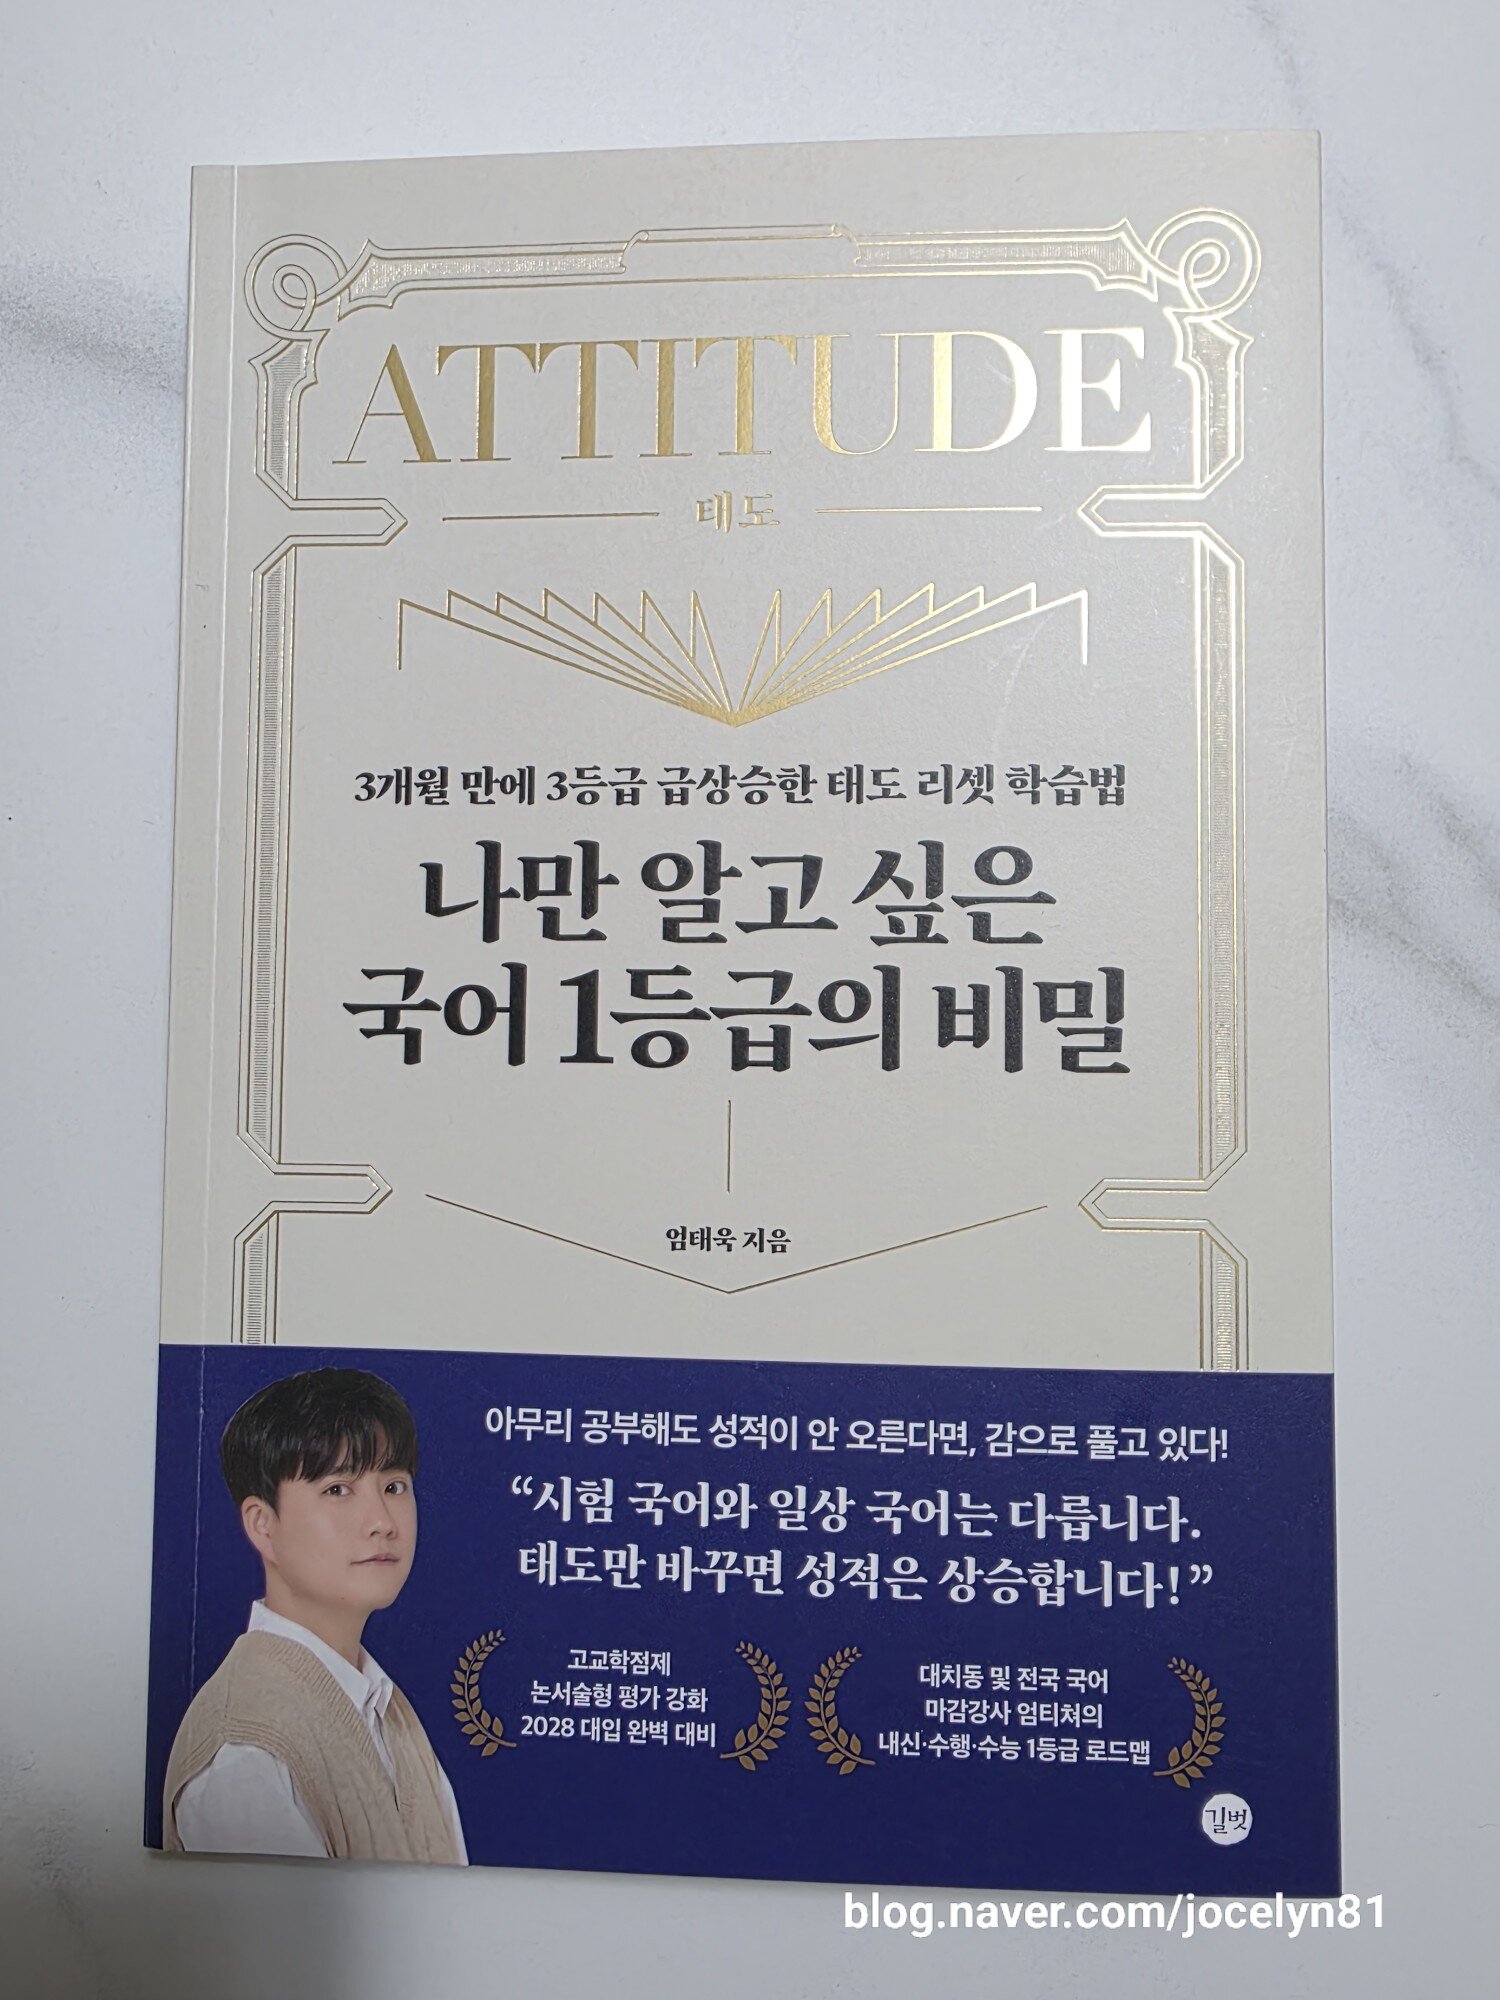 ATTITUDE
태도
3개월 만에 3등급 급상승한 태도 리셋 학습법
나만 알고 싶은
국어 1등급의 비밀
엄태욱 지음
아무리 공부해도 성적이 안 오른다면, 감으로 풀고 있다!
“시험 국어와 일상 국어는 다릅니다.
태도만 바꾸면 성적은 상승합니다!”
고교학점제
논서술형 평가 강화
2028 대입 완벽 대비
대치동 및 전국 국어
마감강사 엄티쳐의
내신·수행·수능 1등급 로드맵
길벗
blog.naver.com/jocelyn81